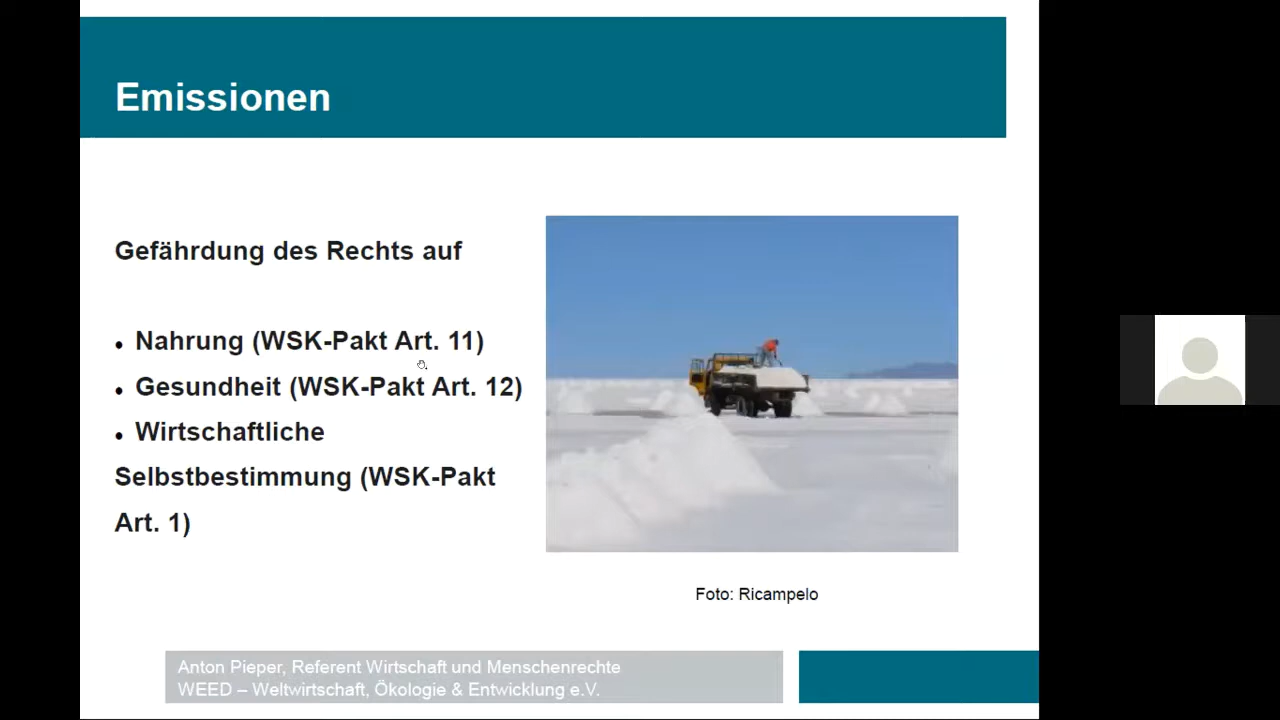 Emissionen
Gefährdung des Rechts auf
• Nahrung (WSK-Pakt Art. 11)
• Gesundheit (WSK-Pakt Art. 12)
• Wirtschaftliche
Selbstbestimmung (WSK-Pakt
Art. 1)
Foto: Ricampelo
Anton Pieper, Referent Wirtschaft und Menschenrechte
WEED – Weltwirtschaft, Ökologie & Entwicklung e.V.